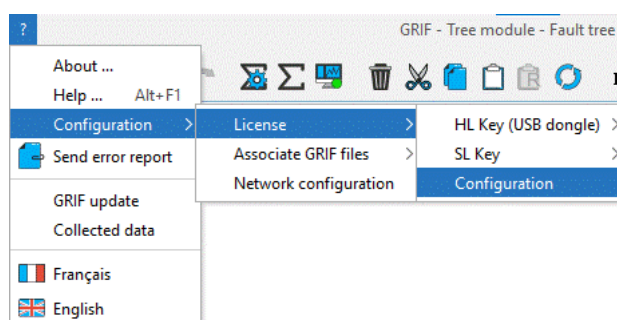 ?
GRIF - Tree module - Fault tree
About ...
Help ... Alt+F1
Configuration >
License >
HL Key (USB dongle) >
Send error report
Associate GRIF files >
SL Key >
Network configuration
Configuration
GRIF update
Collected data
Français
English